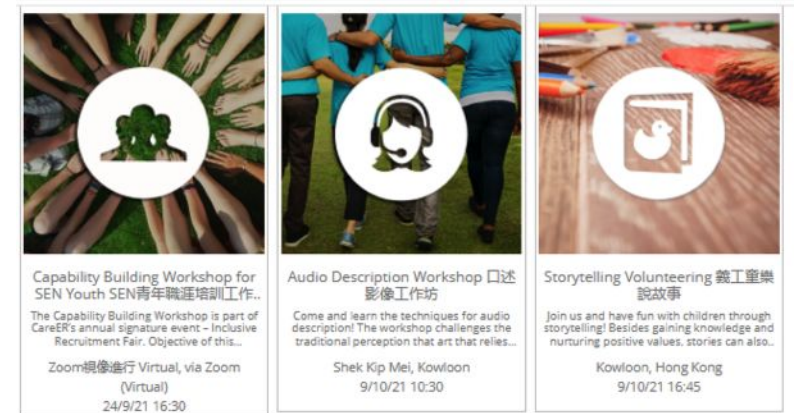 Capability Building Workshop for
SEN Youth SEN青年職涯培訓工作..
The Capability Building Workshop is part of
CareER's annual signature event – Inclusive
Recruitment Fair. Objective of this...
Zoom視像進行 Virtual, via Zoom
(Virtual)
24/9/21 16:30
Audio Description Workshop 口述
影像工作坊
Come and learn the techniques for audio
description! The workshop challenges the
traditional perception that art that relies...
Shek Kip Mei, Kowloon
9/10/21 10:30
Storytelling Volunteering 義工童樂
說故事
Join us and have fun with children through
storytelling! Besides gaining knowledge and
nurturing positive values, stories can also..
Kowloon, Hong Kong
9/10/21 16:45